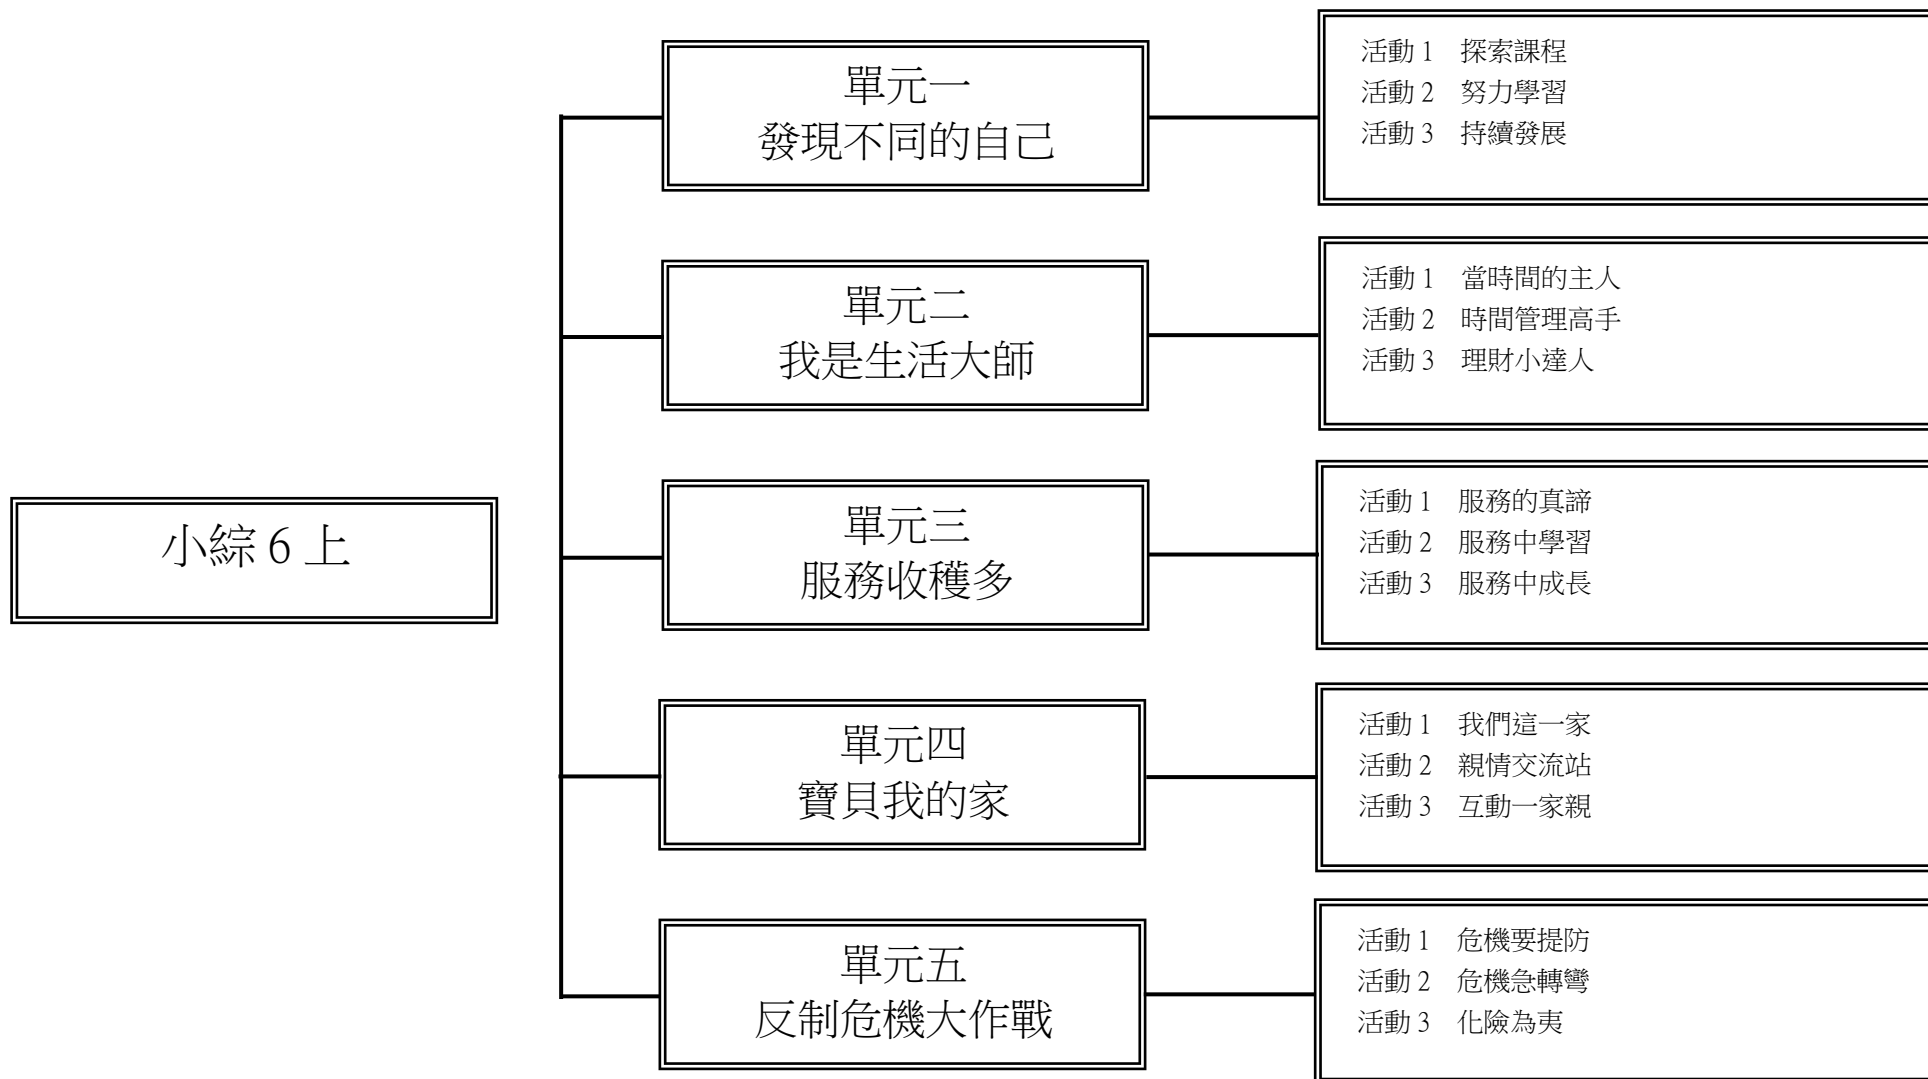 小綜 6 上
單元一
發現不同的自己
活動 1　探索課程
活動 2　努力學習
活動 3　持續發展
單元二
我是生活大師
活動 1　當時間的主人
活動 2　時間管理高手
活動 3　理財小達人
單元三
服務收穫多
活動 1　服務的真諦
活動 2　服務中學習
活動 3　服務中成長
單元四
寶貝我的家
活動 1　我們這一家
活動 2　親情交流站
活動 3　互動一家親
單元五
反制危機大作戰
活動 1　危機要提防
活動 2　危機急轉彎
活動 3　化險為夷